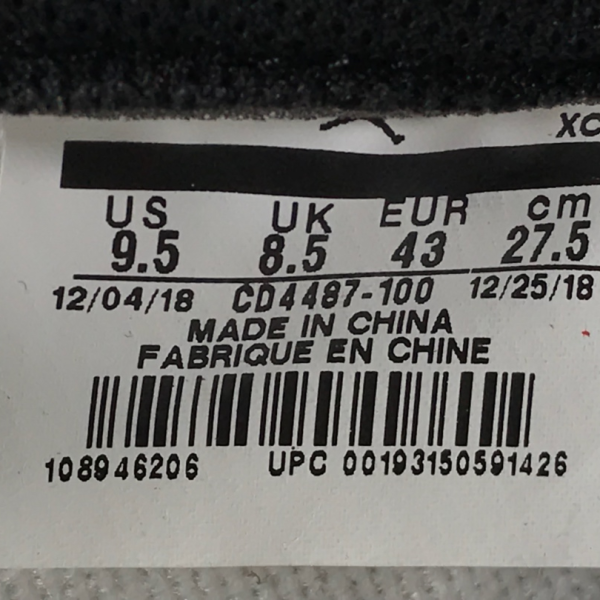 XC
US UK EUR cm
9.5 8.5 43 27.5
12/04/18 CD4487-100 12/25/18
MADE IN CHINA
FABRIQUE EN CHINE
108946206 UPC 00193150591426